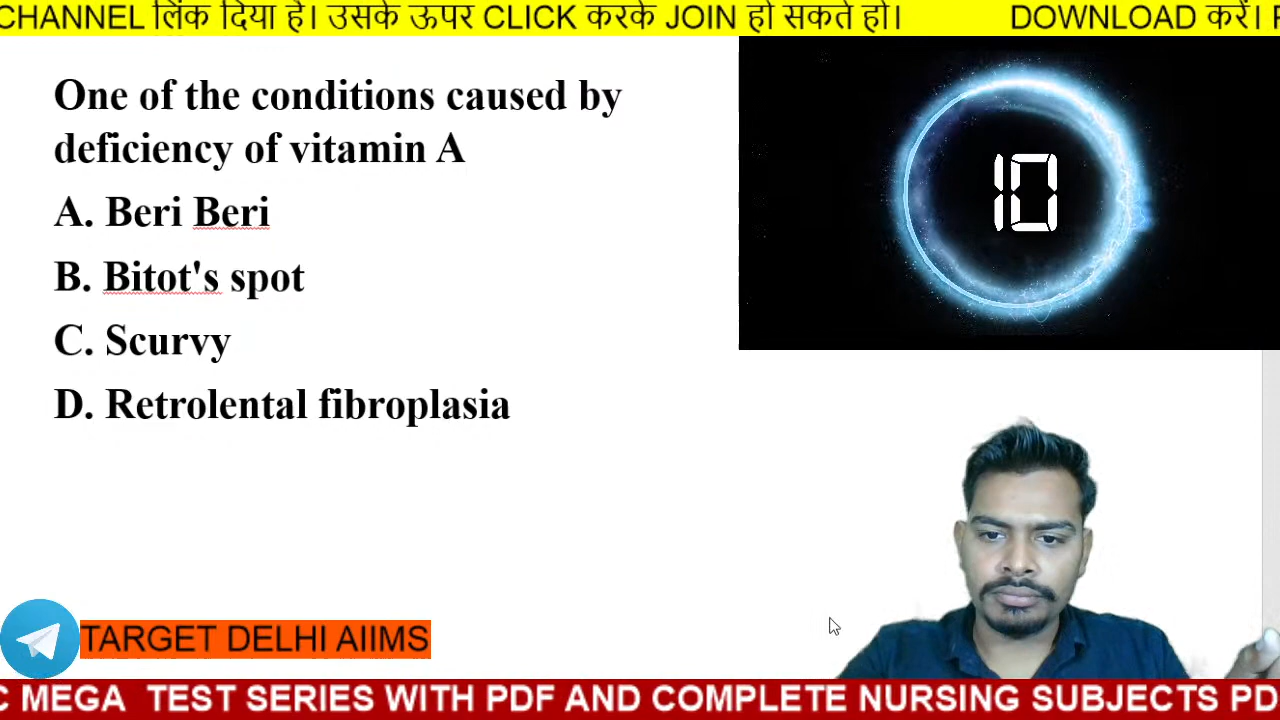 CHANNEL लिंक दिया है। उसके ऊपर CLICK करके JOIN हो सकते हो। DOWNLOAD करें।
One of the conditions caused by
deficiency of vitamin A
A. Beri Beri
B. Bitot's spot
C. Scurvy
D. Retrolental fibroplasia
10
TARGET DELHI AIIMS
C MEGA TEST SERIES WITH PDF AND COMPLETE NURSING SUBJECTS PD